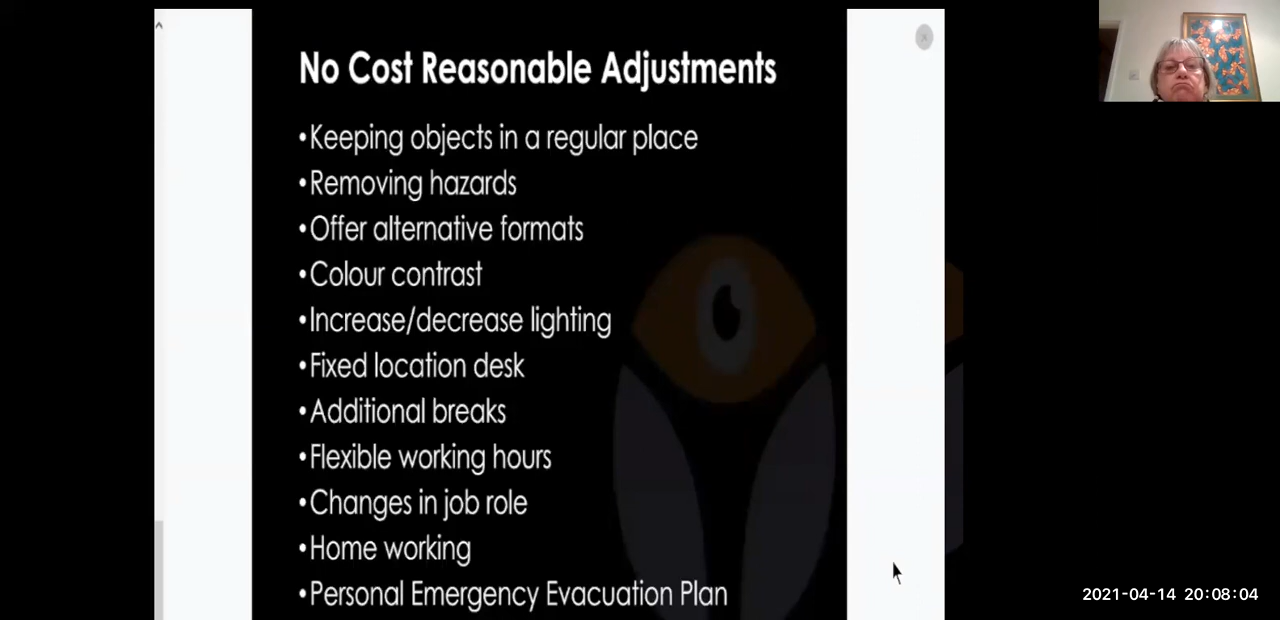 No Cost Reasonable Adjustments
•Keeping objects in a regular place
•Removing hazards
•Offer alternative formats
•Colour contrast
•Increase/decrease lighting
•Fixed location desk
•Additional breaks
•Flexible working hours
•Changes in job role
•Home working
•Personal Emergency Evacuation Plan
2021-04-14 20:08:04